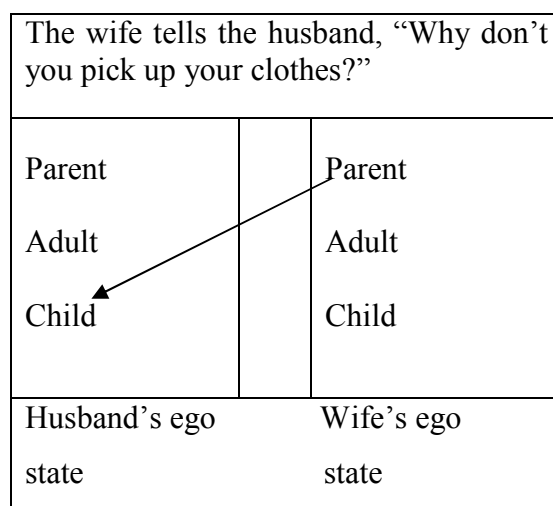 The wife tells the husband, “Why don’t
you pick up your clothes?”
Parent Parent
Adult Adult
Child Child
Husband’s ego Wife’s ego
state state